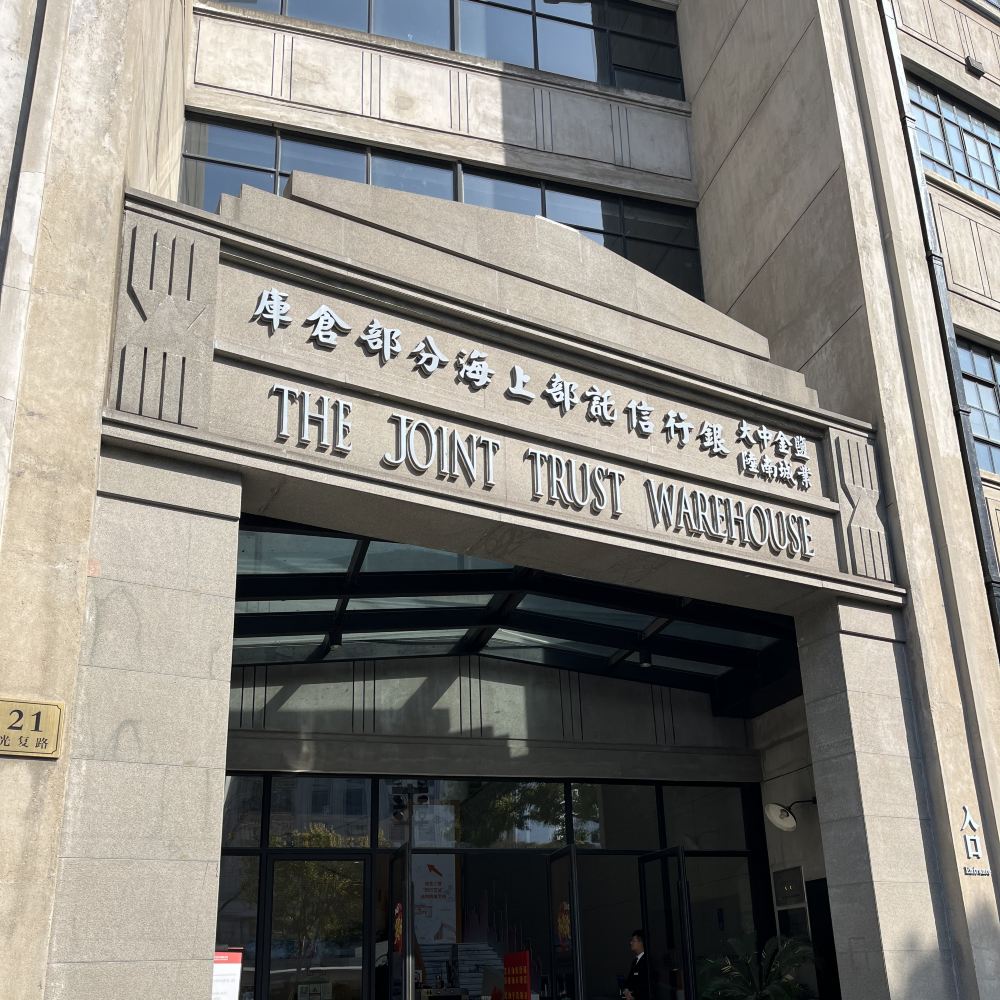 鹽業金城中南大陸銀行信託部上海分部倉庫
THE JOINT TRUST WAREHOUSE
21
光复路
入口
Entrance